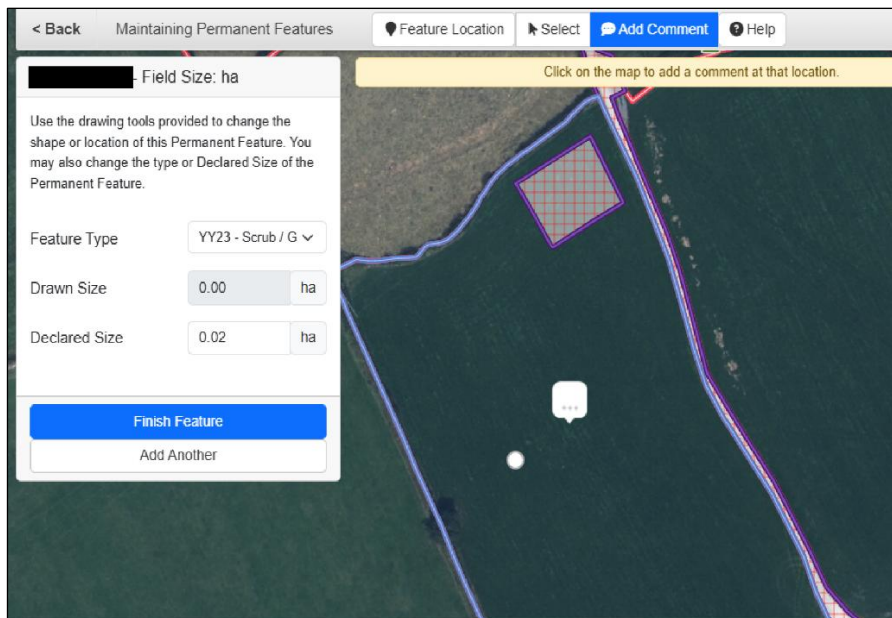 < Back Maintaining Permanent Features Feature Location Select Add Comment Help
- Field Size: ha
Click on the map to add a comment at that location.
Use the drawing tools provided to change the
shape or location of this Permanent Feature. You
may also change the type or Declared Size of the
Permanent Feature.
Feature Type YY23 - Scrub / G
Drawn Size 0.00 ha
Declared Size 0.02 ha
Finish Feature
Add Another